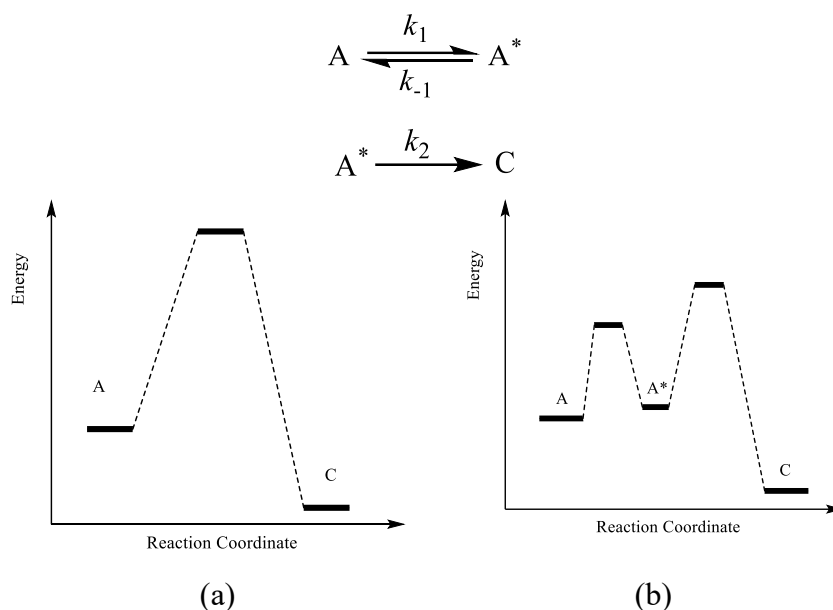 k₁
A ⇌ A*
k₋₁
k₂
A* → C
Energy
A
C
Reaction Coordinate
(a)
Energy
A
A*
C
Reaction Coordinate
(b)